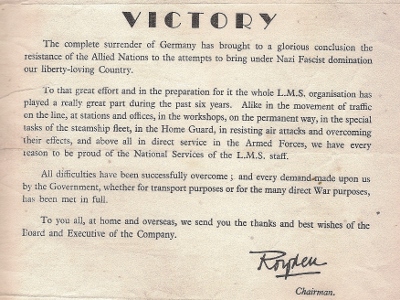 VICTORY
The complete surrender of Germany has brought to a glorious conclusion the
resistance of the Allied Nations to the attempts to bring under Nazi Fascist domination
our liberty-loving Country.
To that great effort and in the preparation for it the whole L.M.S. organisation has
played a really great part during the past six years. Alike in the movement of traffic
on the line, at stations and offices, in the workshops, on the permanent way, in the special
tasks of the steamship fleet, in the Home Guard, in resisting air attacks and overcoming
their effects, and above all in direct service in the Armed Forces, we have every
reason to be proud of the National Services of the L.M.S. staff.
All difficulties have been successfully overcome ; and every demand made upon us
by the Government, whether for transport purposes or for the many direct War purposes,
has been met in full.
To you all, at home and overseas, we send you the thanks and best wishes of the
Board and Executive of the Company.
Royden
Chairman.